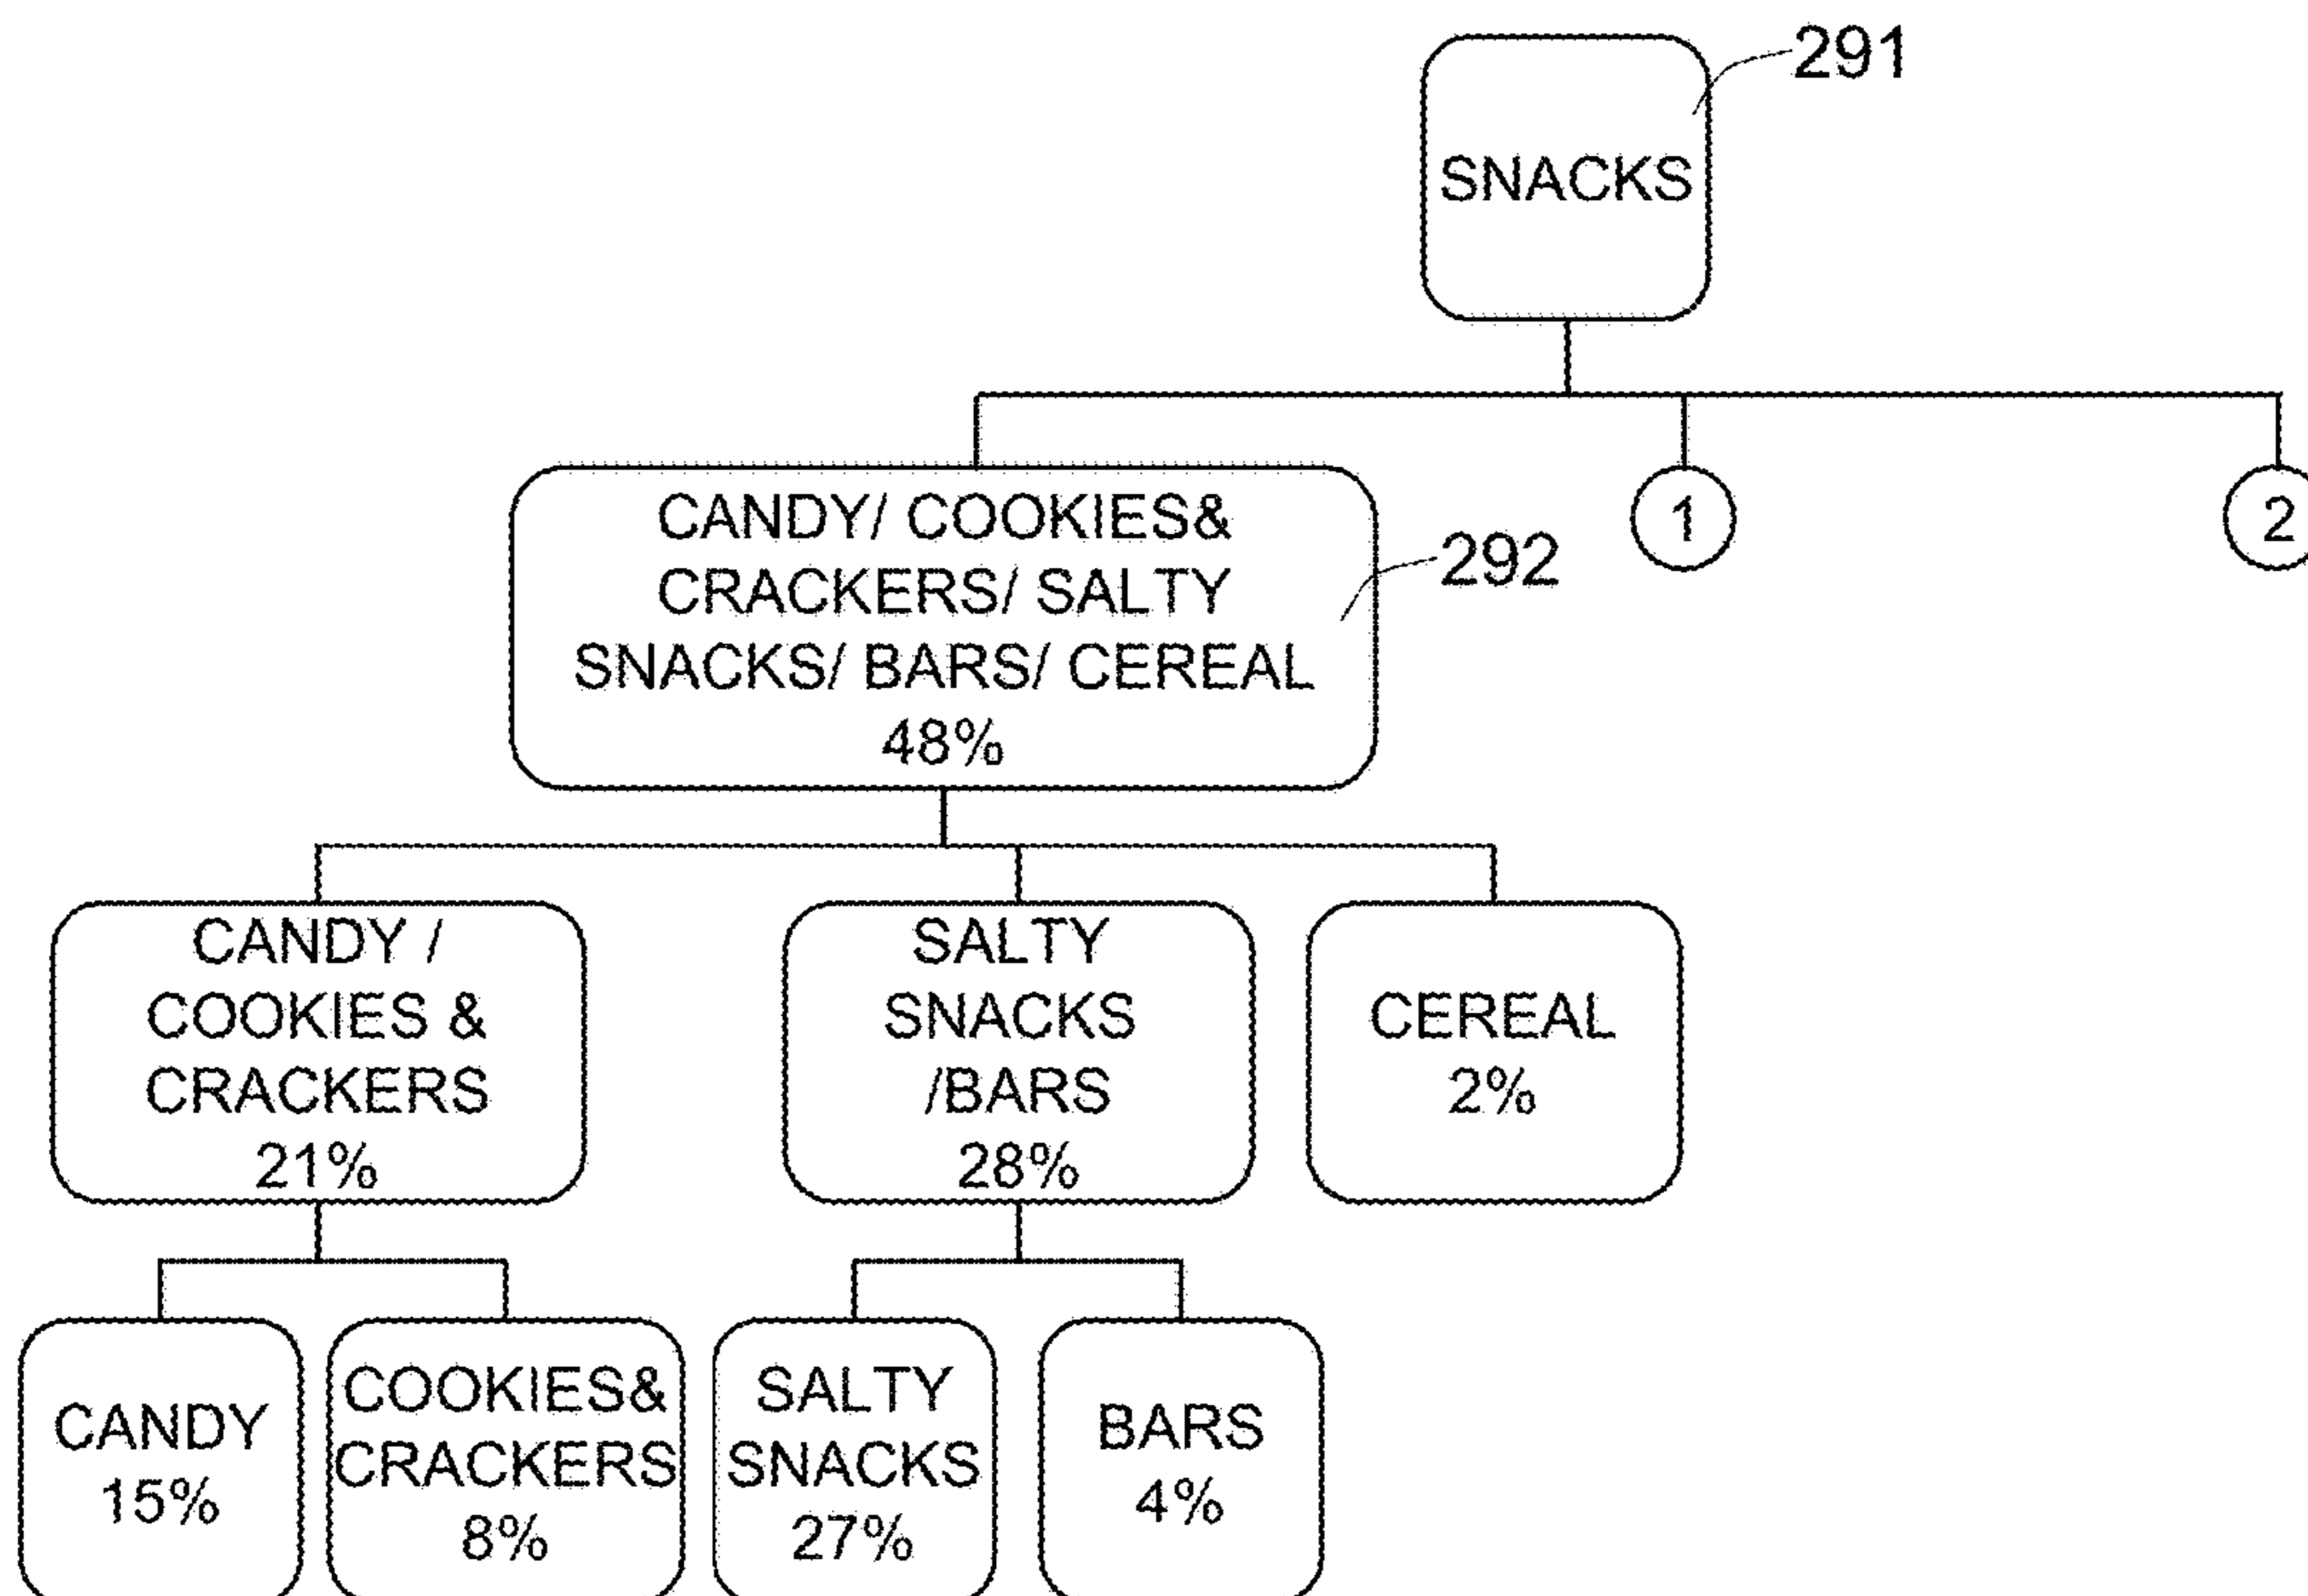 291
SNACKS
CANDY/ COOKIES&
CRACKERS/ SALTY
SNACKS/ BARS/ CEREAL
48%
292
1
2
CANDY /
COOKIES &
CRACKERS
21%
SALTY
SNACKS
/BARS
28%
CEREAL
2%
CANDY
15%
COOKIES&
CRACKERS
8%
SALTY
SNACKS
27%
BARS
4%